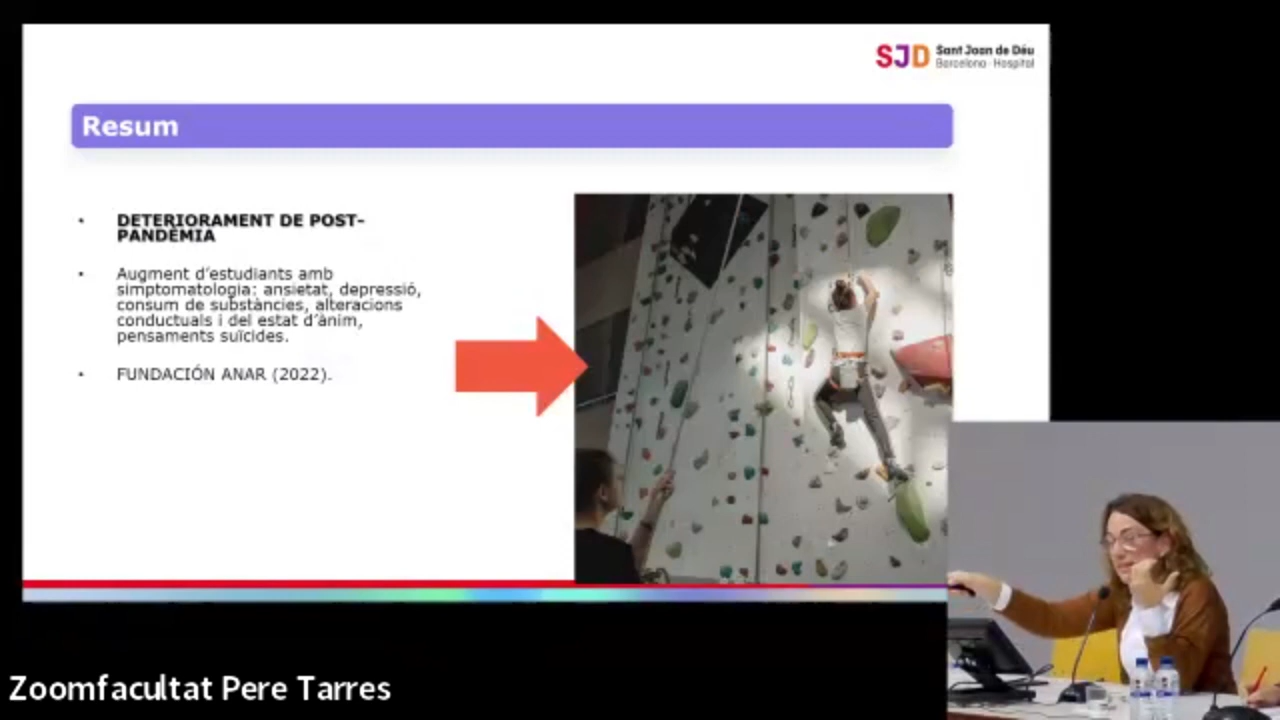 SJD Sant Joan de Déu
Barcelona · Hospital
Resum
• DETERIORAMENT DE POST-
PANDÈMIA
• Augment d'estudiants amb
simptomatologia: ansietat, depressió,
consum de substàncies, alteracions
conductuals i del estat d'ànim,
pensaments suïcides.
• FUNDACIÓN ANAR (2022).
Zoomfacultat Pere Tarres